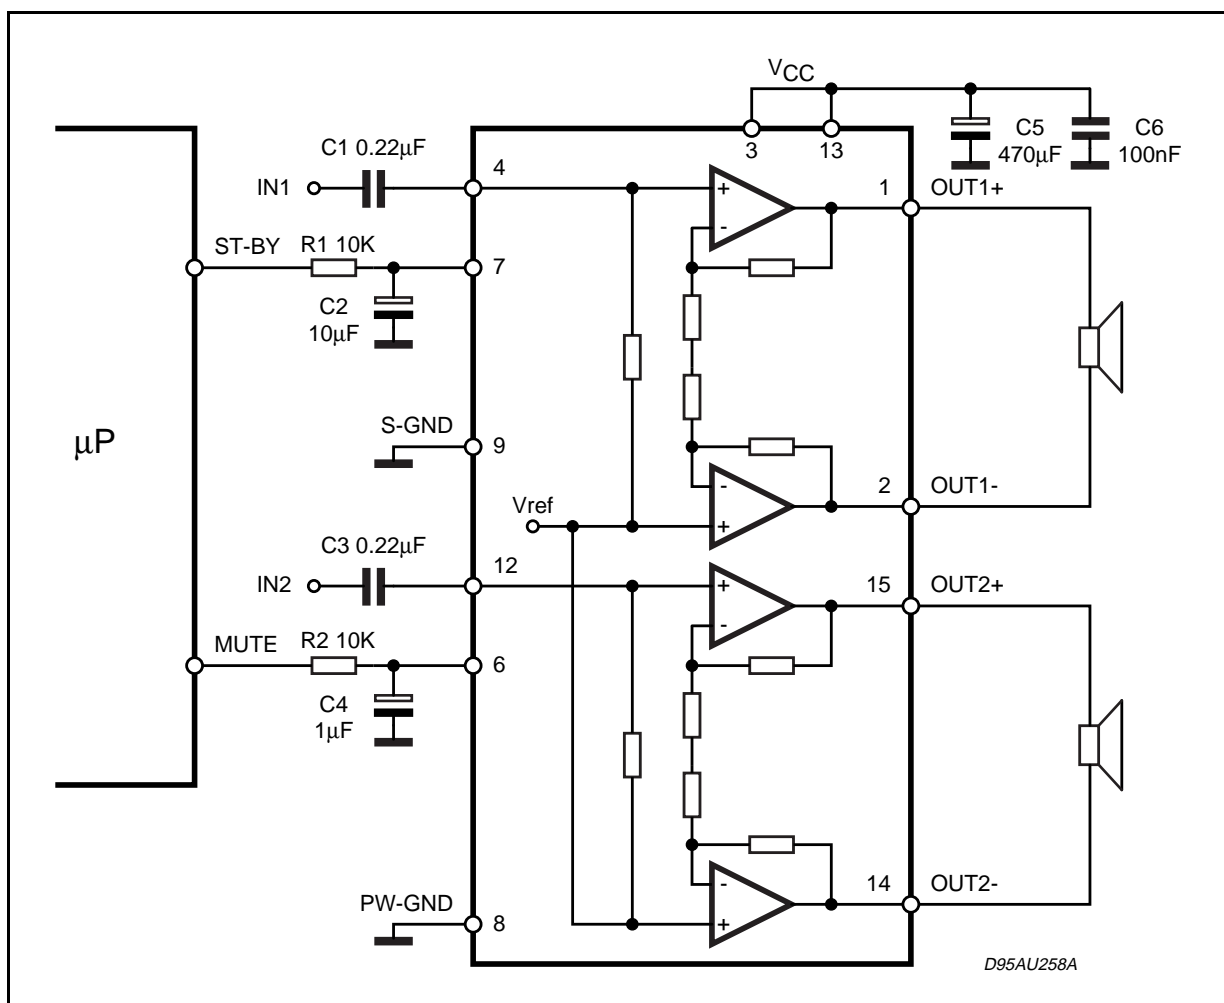 VCC
C1 0.22μF
3
13
C5
470μF
C6
100nF
IN1
4
+
-
1
OUT1+
ST-BY
R1 10K
7
C2
10μF
μP
S-GND
9
-
+
2
OUT1-
Vref
C3 0.22μF
IN2
12
+
-
15
OUT2+
MUTE
R2 10K
6
C4
1μF
PW-GND
8
-
+
14
OUT2-
D95AU258A